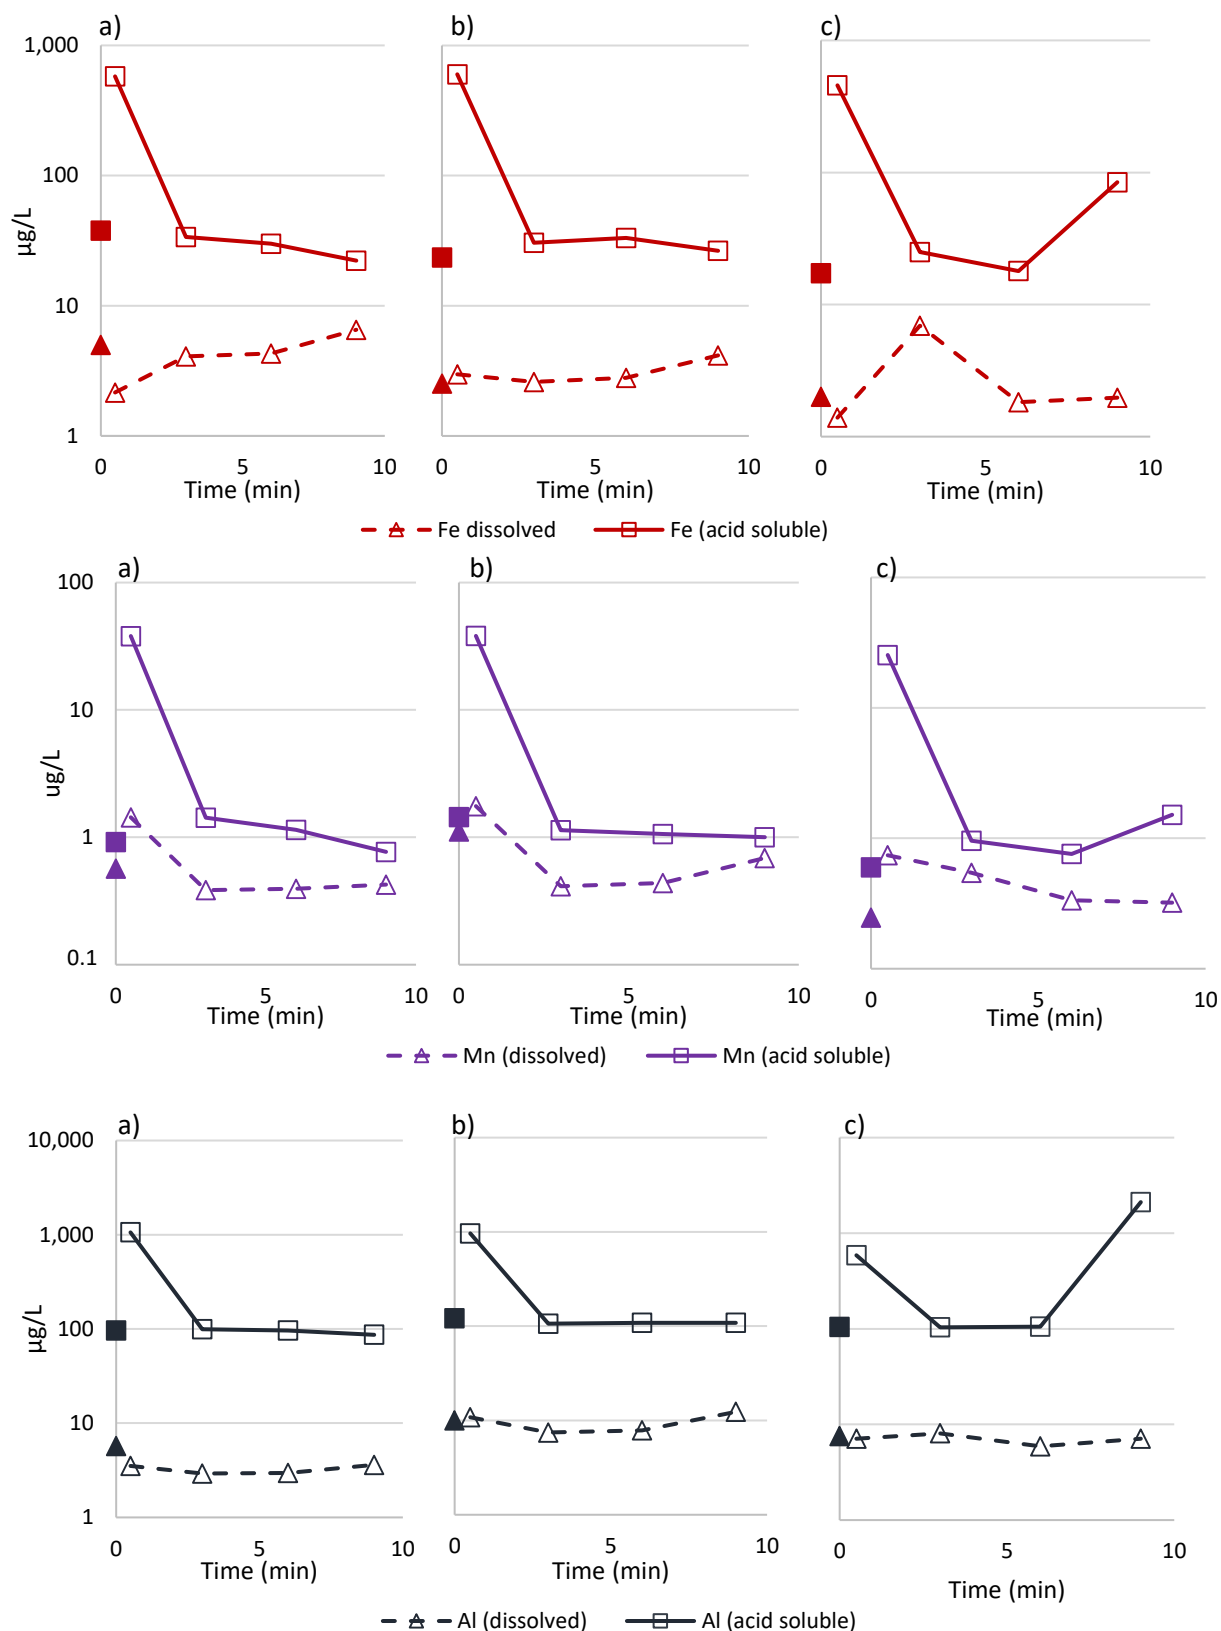 a)
b)
c)
1,000
100
10
1
µg/L
0
5
10
0
5
10
0
5
10
Time (min)
Time (min)
Time (min)
Fe dissolved
Fe (acid soluble)
a)
b)
c)
100
10
1
0.1
ug/L
0
5
10
0
5
10
0
5
10
Time (min)
Time (min)
Time (min)
Mn (dissolved)
Mn (acid soluble)
a)
b)
c)
10,000
1,000
100
10
1
µg/L
0
5
10
0
5
10
0
5
10
Time (min)
Time (min)
Time (min)
Al (dissolved)
Al (acid soluble)